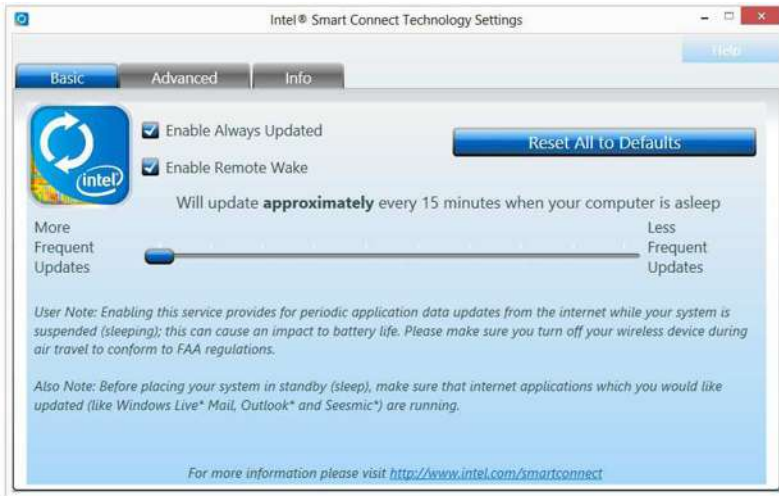 Intel® Smart Connect Technology Settings
Help
Basic
Advanced
Info
Enable Always Updated
Reset All to Defaults
Enable Remote Wake
intel
Will update approximately every 15 minutes when your computer is asleep
More
Frequent
Updates
Less
Frequent
Updates
User Note: Enabling this service provides for periodic application data updates from the internet while your system is
suspended (sleeping); this can cause an impact to battery life. Please make sure you turn off your wireless device during
air travel to conform to FAA regulations.
Also Note: Before placing your system in standby (sleep), make sure that internet applications which you would like
updated (like Windows Live* Mail, Outlook* and Seesmic*) are running.
For more information please visit http://www.intel.com/smartconnect